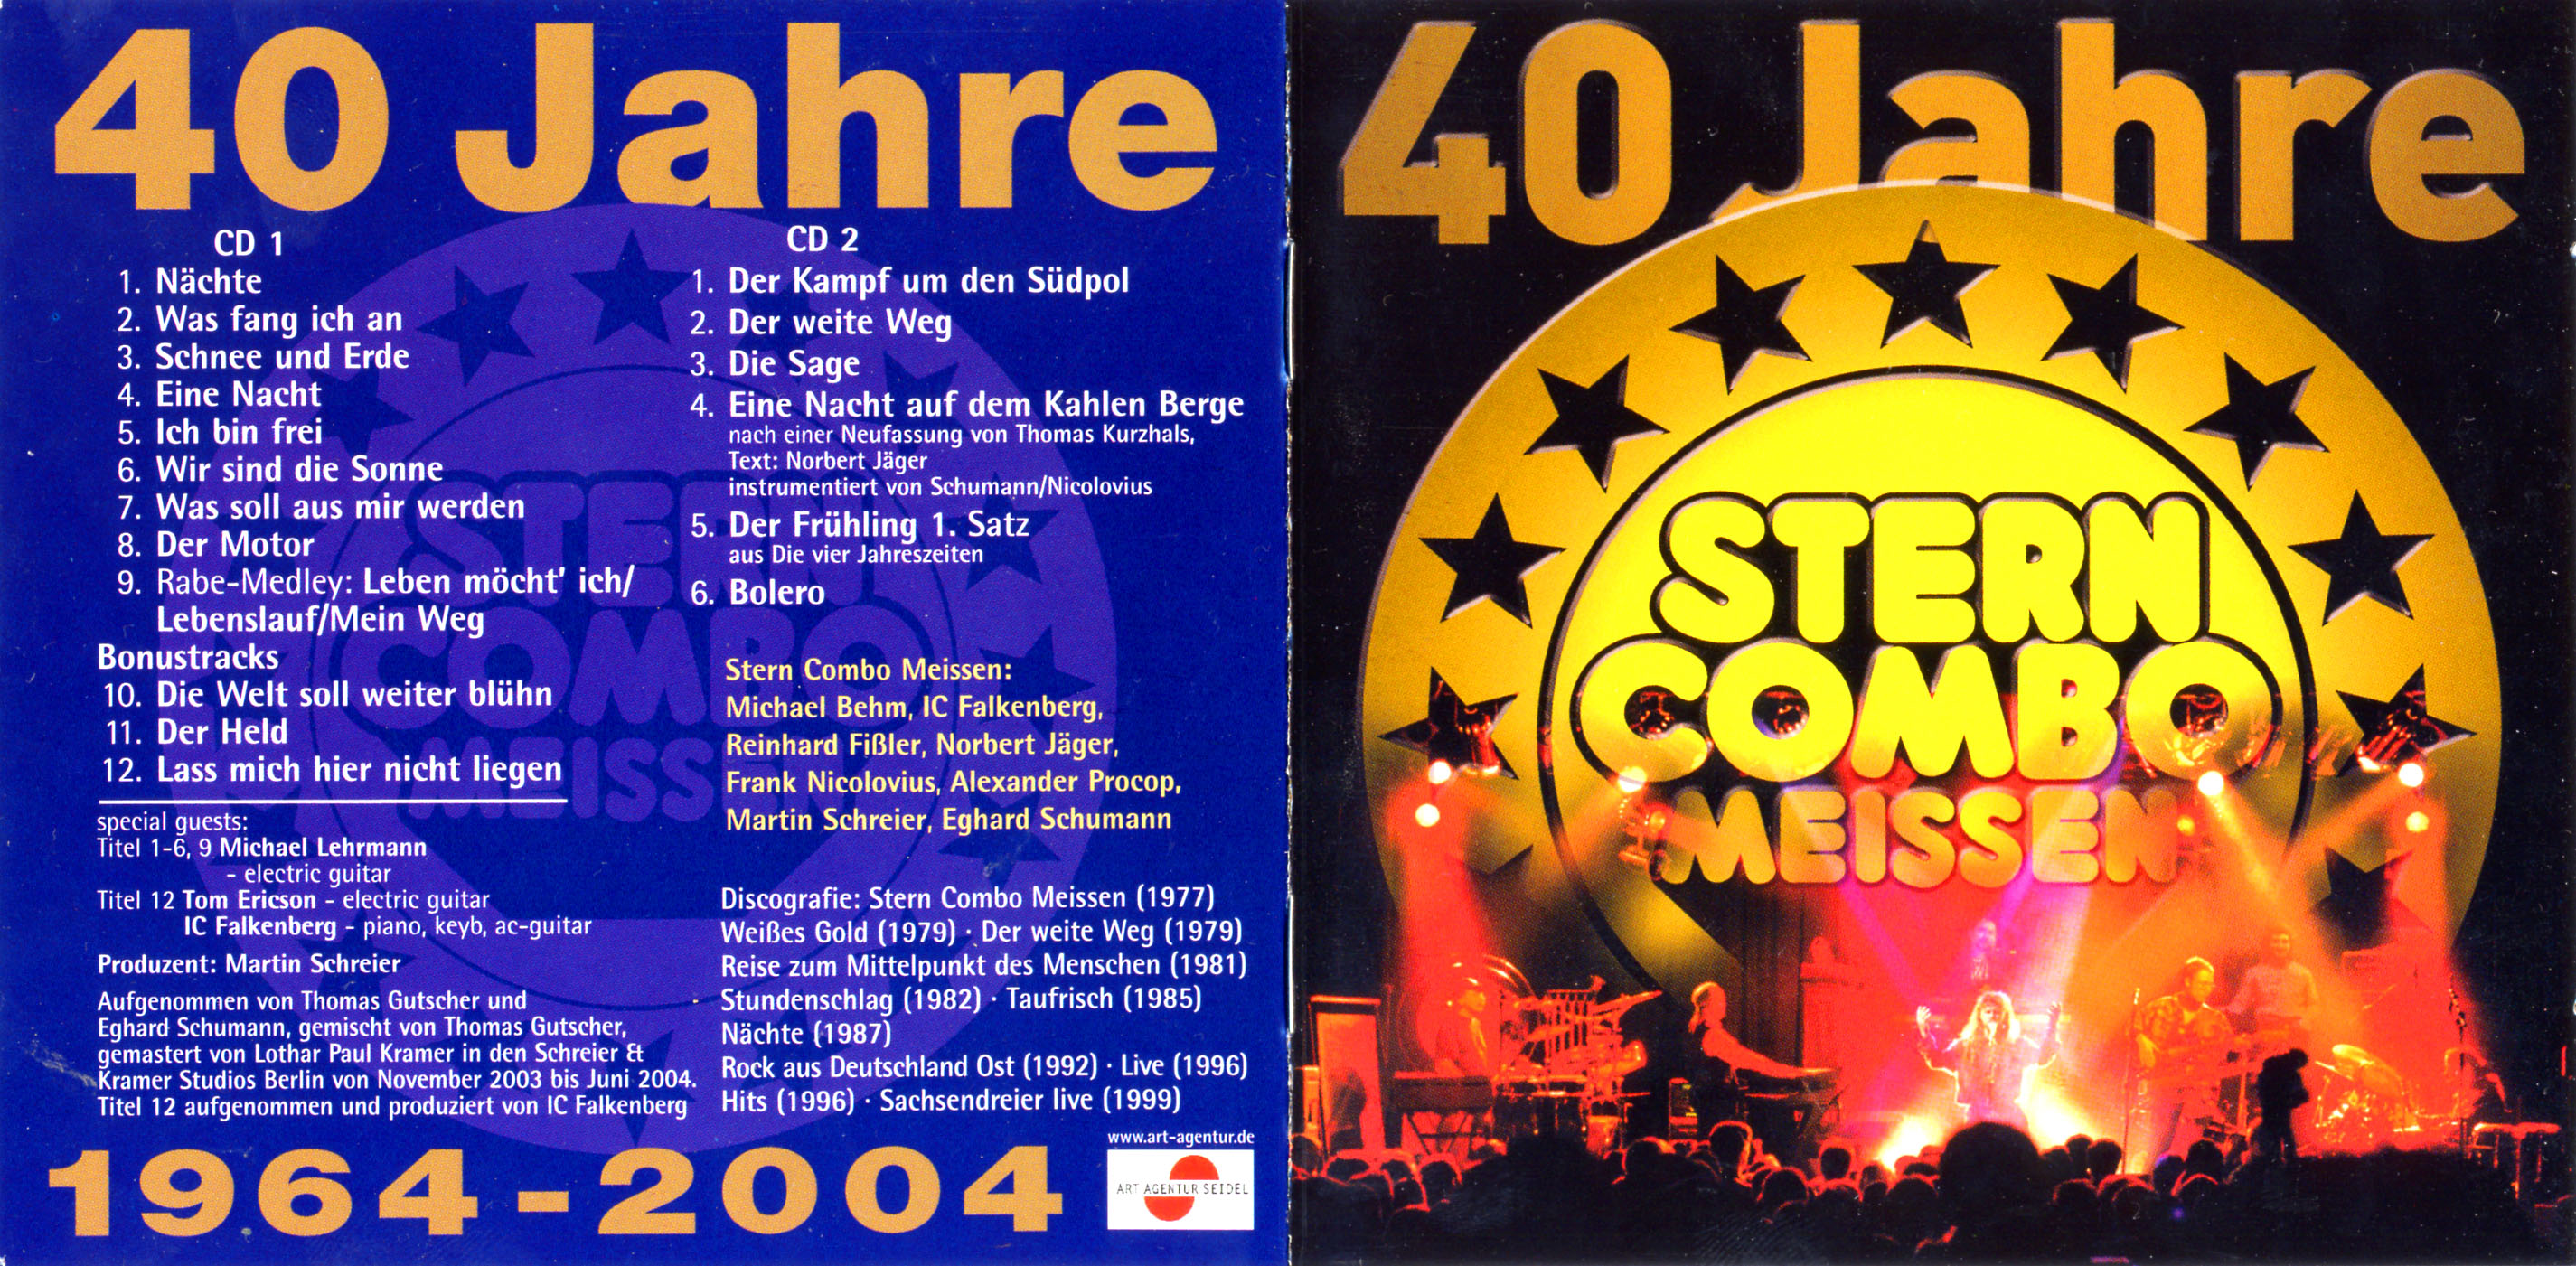 40 Jahre
CD 1
1. Nächte
2. Was fang ich an
3. Schnee und Erde
4. Eine Nacht
5. Ich bin frei
6. Wir sind die Sonne
7. Was soll aus mir werden
8. Der Motor
9. Rabe-Medley: Leben möcht' ich/
Lebenslauf/Mein Weg
Bonustracks
10. Die Welt soll weiter blühn
11. Der Held
12. Lass mich hier nicht liegen
special guests:
Titel 1-6, 9 Michael Lehrmann
- electric guitar
Titel 12 Tom Ericson - electric guitar
IC Falkenberg - piano, keyb, ac-guitar
Produzent: Martin Schreier
Aufgenommen von Thomas Gutscher und
Eghard Schumann, gemischt von Thomas Gutscher,
gemastert von Lothar Paul Kramer in den Schreier &
Kramer Studios Berlin von November 2003 bis Juni 2004.
Titel 12 aufgenommen und produziert von IC Falkenberg
CD 2
1. Der Kampf um den Südpol
2. Der weite Weg
3. Die Sage
4. Eine Nacht auf dem Kahlen Berge
nach einer Neufassung von Thomas Kurzhals,
Text: Norbert Jäger
instrumentiert von Schumann/Nicolovius
5. Der Frühling 1. Satz
aus Die vier Jahreszeiten
6. Bolero
Stern Combo Meissen:
Michael Behm, IC Falkenberg,
Reinhard Fißler, Norbert Jäger,
Frank Nicolovius, Alexander Procop,
Martin Schreier, Eghard Schumann
Discografie: Stern Combo Meissen (1977)
Weißes Gold (1979) · Der weite Weg (1979)
Reise zum Mittelpunkt des Menschen (1981)
Stundenschlag (1982) · Taufrisch (1985)
Nächte (1987)
Rock aus Deutschland Ost (1992) · Live (1996)
Hits (1996) · Sachsendreier live (1999)
www.art-agentur.de
ART AGENTUR SEIDEL
1964-2004
STERN
COMBO
MEISSEN
40 Jahre
STERN
COMBO
MEISSEN